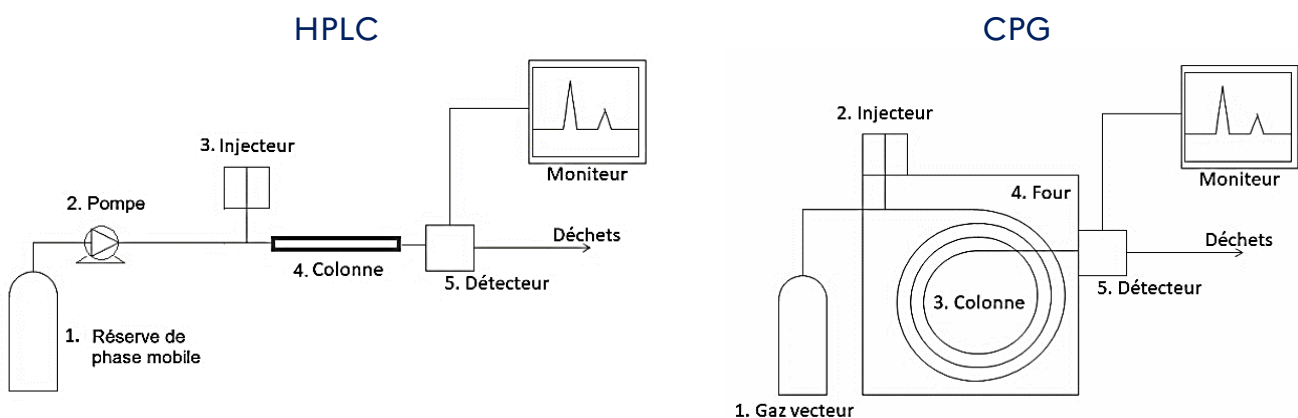 HPLC
3. Injecteur
2. Pompe
Moniteur
Déchets
4. Colonne
5. Détecteur
1. Réserve de
phase mobile
CPG
2. Injecteur
Moniteur
4. Four
Déchets
3. Colonne
5. Détecteur
1. Gaz vecteur